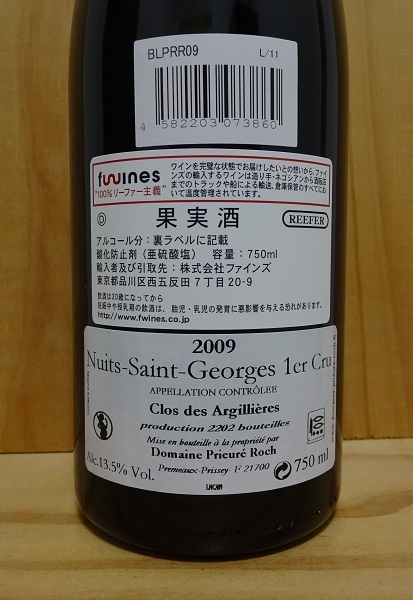 BLPRR09 L/11
4 582203 073860
fwines
"100%リーファー主義"
ワインを完璧な状態でお届けしたいとの想いから、ファイ
ンズの輸入するワインは造り手・ネゴシアンから酒販店
までのトラックや船による輸送、倉庫保管のすべてにお
いて温度管理されています。
D 果実酒 REEFER
アルコール分:裏ラベルに記載
酸化防止剤(亜硫酸塩) 容量:750ml
輸入者及び引取先:株式会社ファインズ
東京都品川区西五反田7丁目20-9
飲酒は20歳になってから
妊娠中や授乳期の飲酒は、胎児・乳児の発育に悪影響を与える恐れがあります。
http://www.fwines.co.jp
2009
Nuits-Saint-Georges 1er Cru
APPELLATION CONTRÔLÉE
Clos des Argillières
production 2202 bouteilles
Mise en bouteille à la propriété par
Domaine Prieuré Roch
Premeaux-Prissey - F 21700
Alc.13.5% Vol.
750 ml